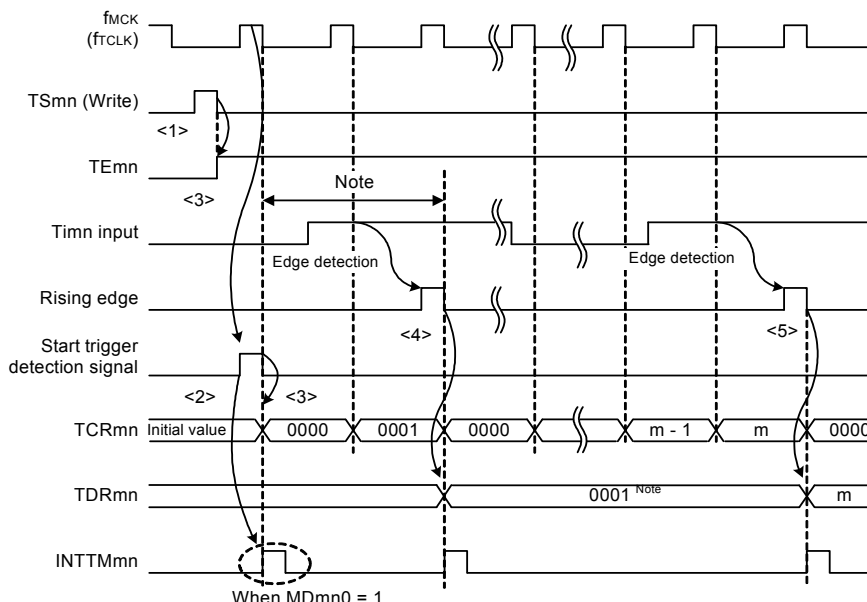 fMCK
(fTCLK)
TSmn (Write)
<1>
TEmn
<3>
Note
TImn input
Edge detection
Edge detection
Rising edge
<4>
<5>
Start trigger
detection signal
<2>
<3>
TCRmn
Initial value
0000
0001
0000
m - 1
m
0000
TDRmn
0001 Note
m
INTTMmn
When MDmn0 = 1